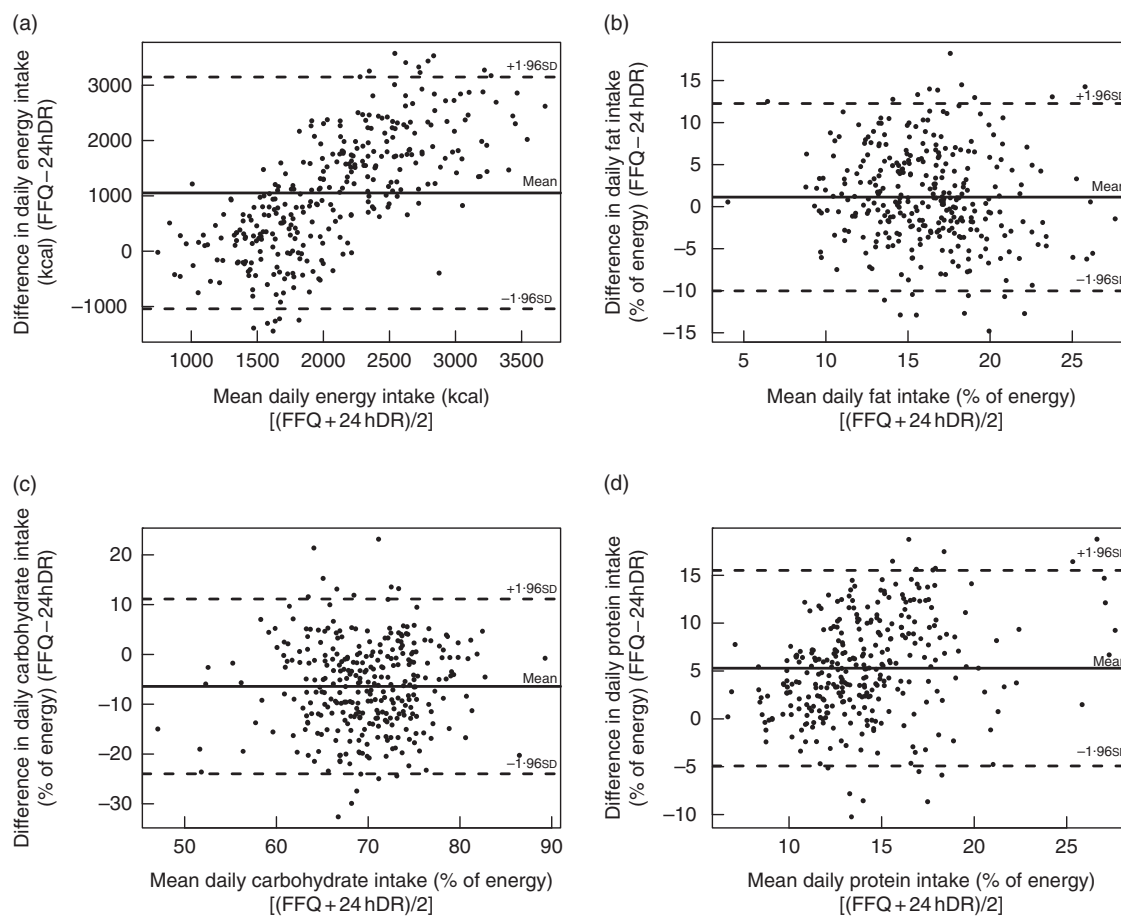 (a)
Difference in daily energy intake
(kcal) (FFQ−24hDR)
3000
2000
1000
0
−1000
+1·96SD
Mean
−1·96SD
1000 1500 2000 2500 3000 3500
Mean daily energy intake (kcal)
[(FFQ+24 hDR)/2]
(b)
Difference in daily fat intake
(% of energy) (FFQ−24 hDR)
15
10
5
0
−5
−10
−15
+1·96SD
Mean
−1·96SD
5 10 15 20 25
Mean daily fat intake (% of energy)
[(FFQ+24 hDR)/2]
(c)
Difference in daily carbohydrate intake
(% of energy) (FFQ−24hDR)
20
10
0
−10
−20
−30
+1·96SD
Mean
−1·96SD
50 60 70 80 90
Mean daily carbohydrate intake (% of energy)
[(FFQ+24 hDR)/2]
(d)
Difference in daily protein intake
(% of energy) (FFQ−24hDR)
15
10
5
0
−5
−10
+1·96SD
Mean
−1·96SD
10 15 20 25
Mean daily protein intake (% of energy)
[(FFQ+24 hDR)/2]